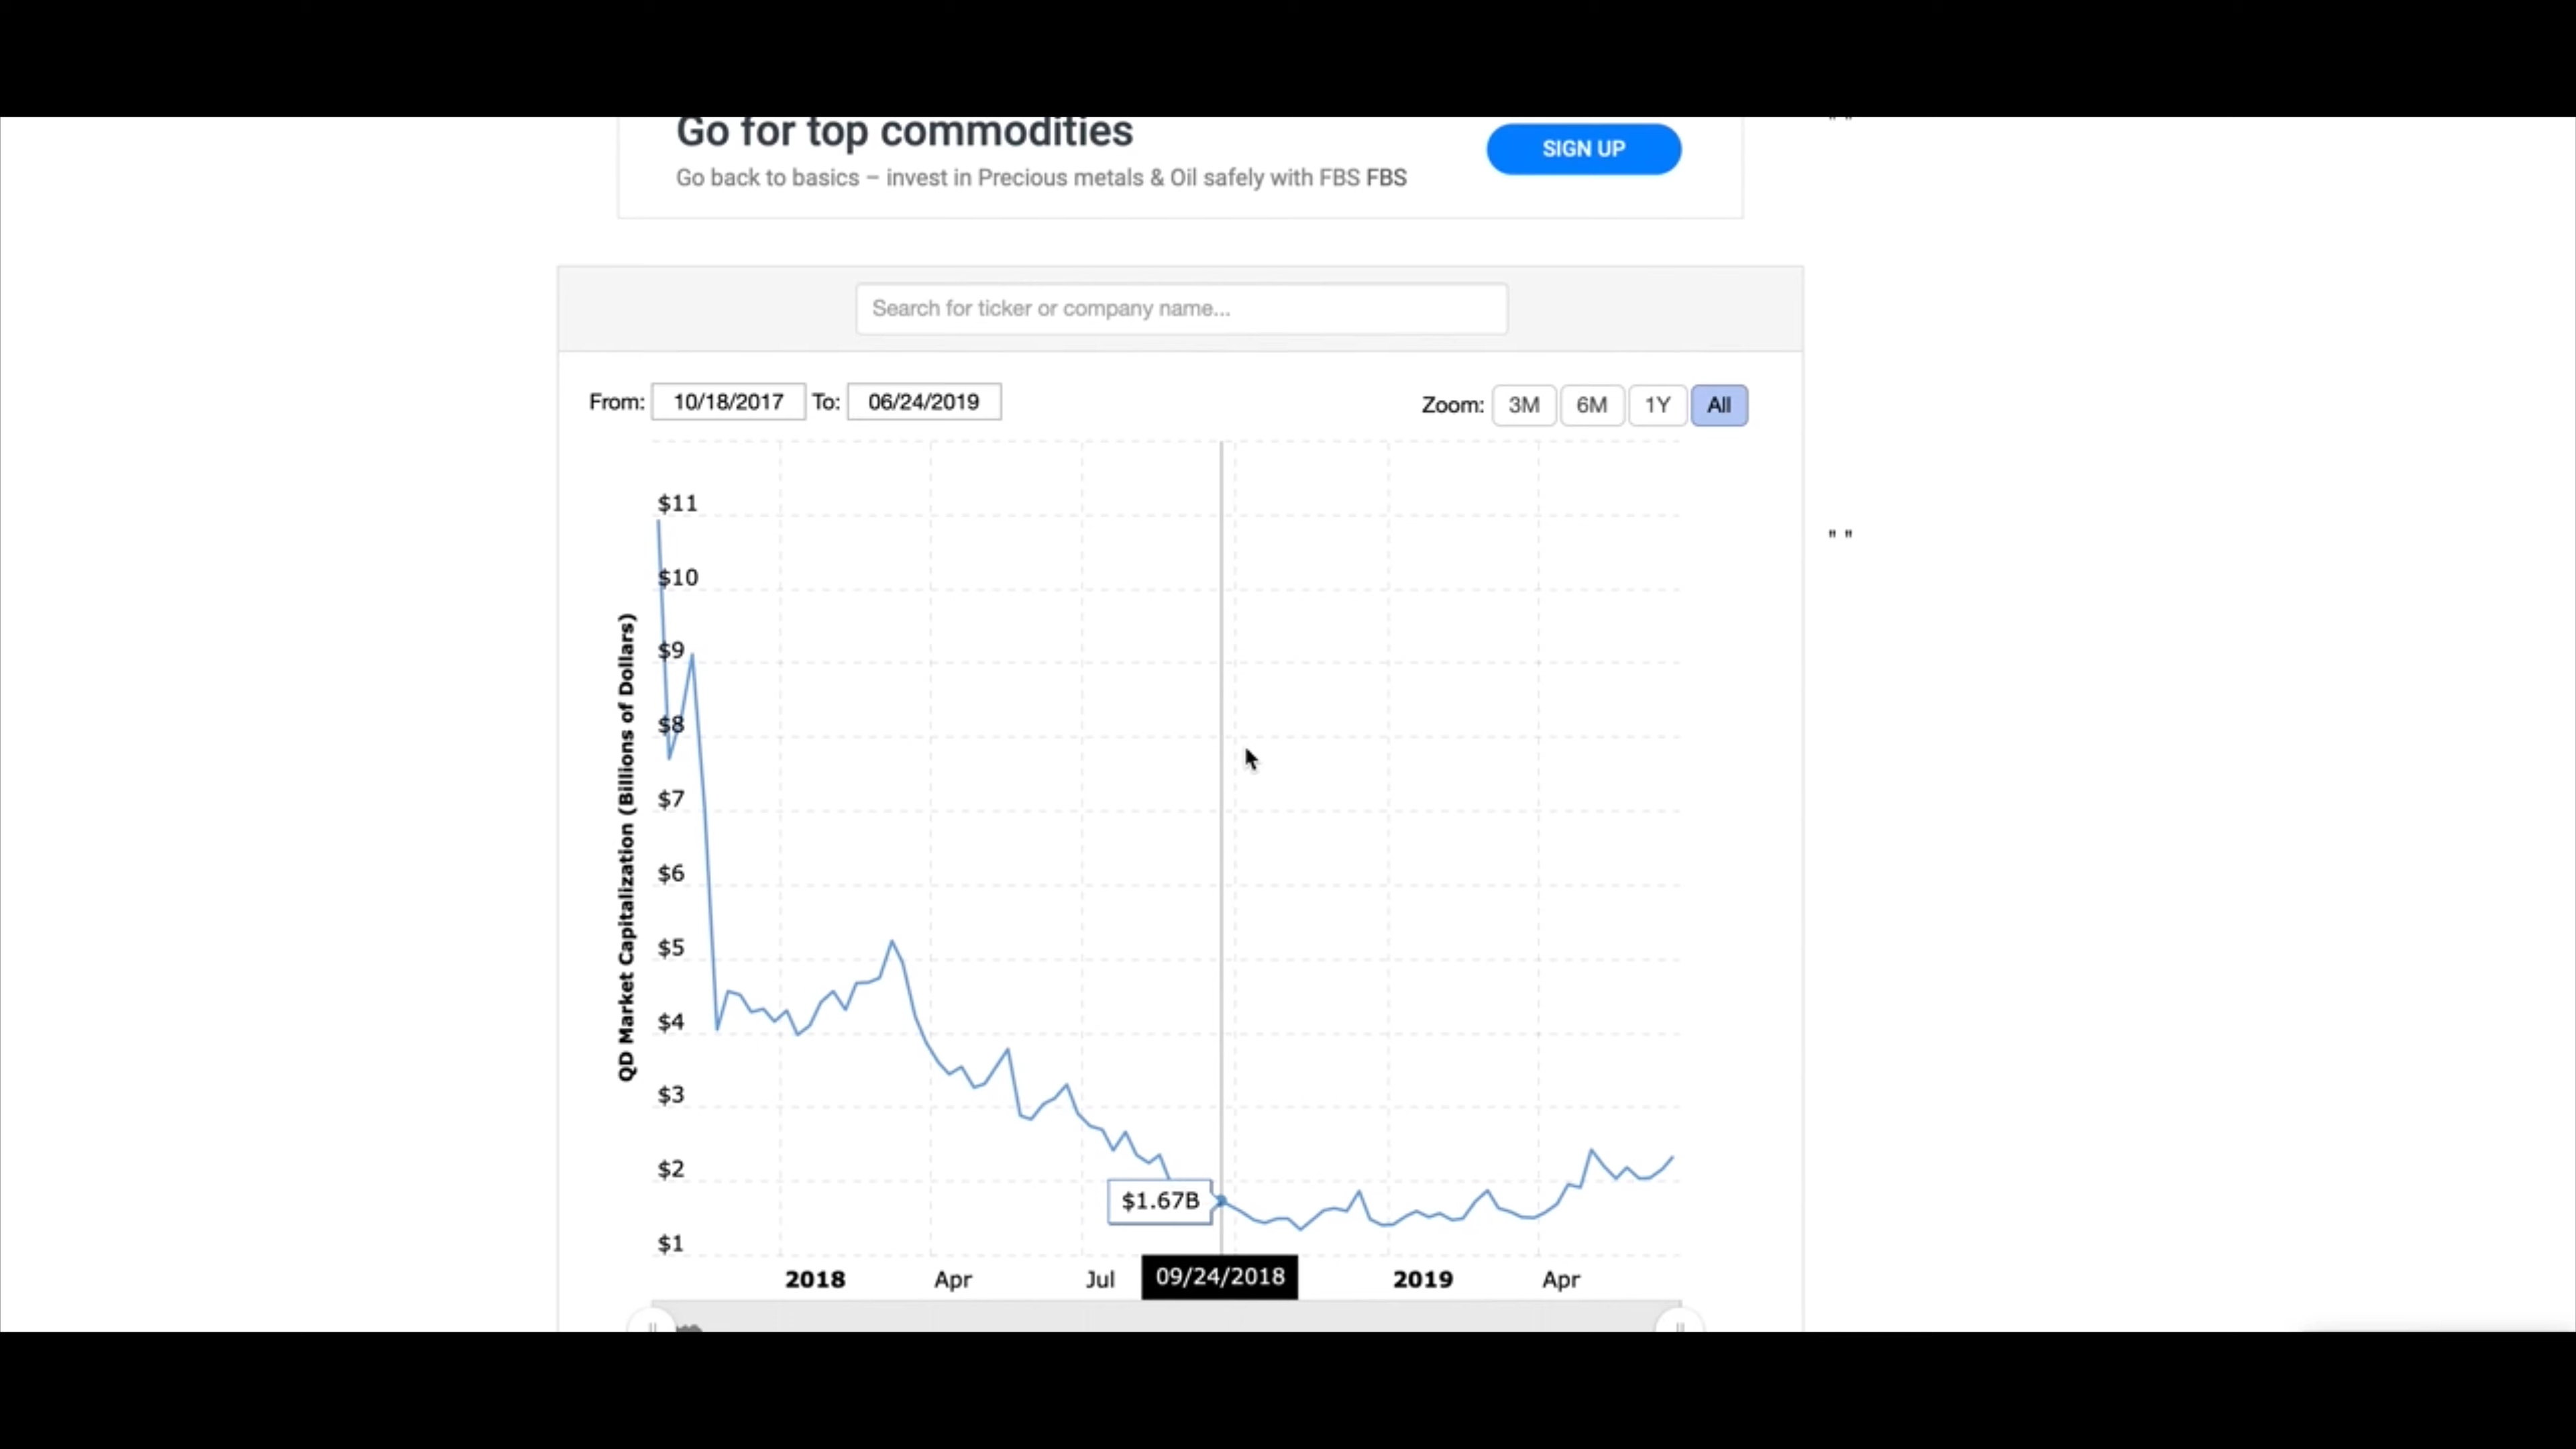 Go for top commodities
Go back to basics – invest in Precious metals & Oil safely with FBS FBS
SIGN UP
" "
Search for ticker or company name...
From: 10/18/2017 To: 06/24/2019
Zoom: 3M 6M 1Y All
" "
QD Market Capitalization (Billions of Dollars)
$11
$10
$9
$8
$7
$6
$5
$4
$3
$2
$1
$1.67B
2018 Apr Jul 09/24/2018 2019 Apr